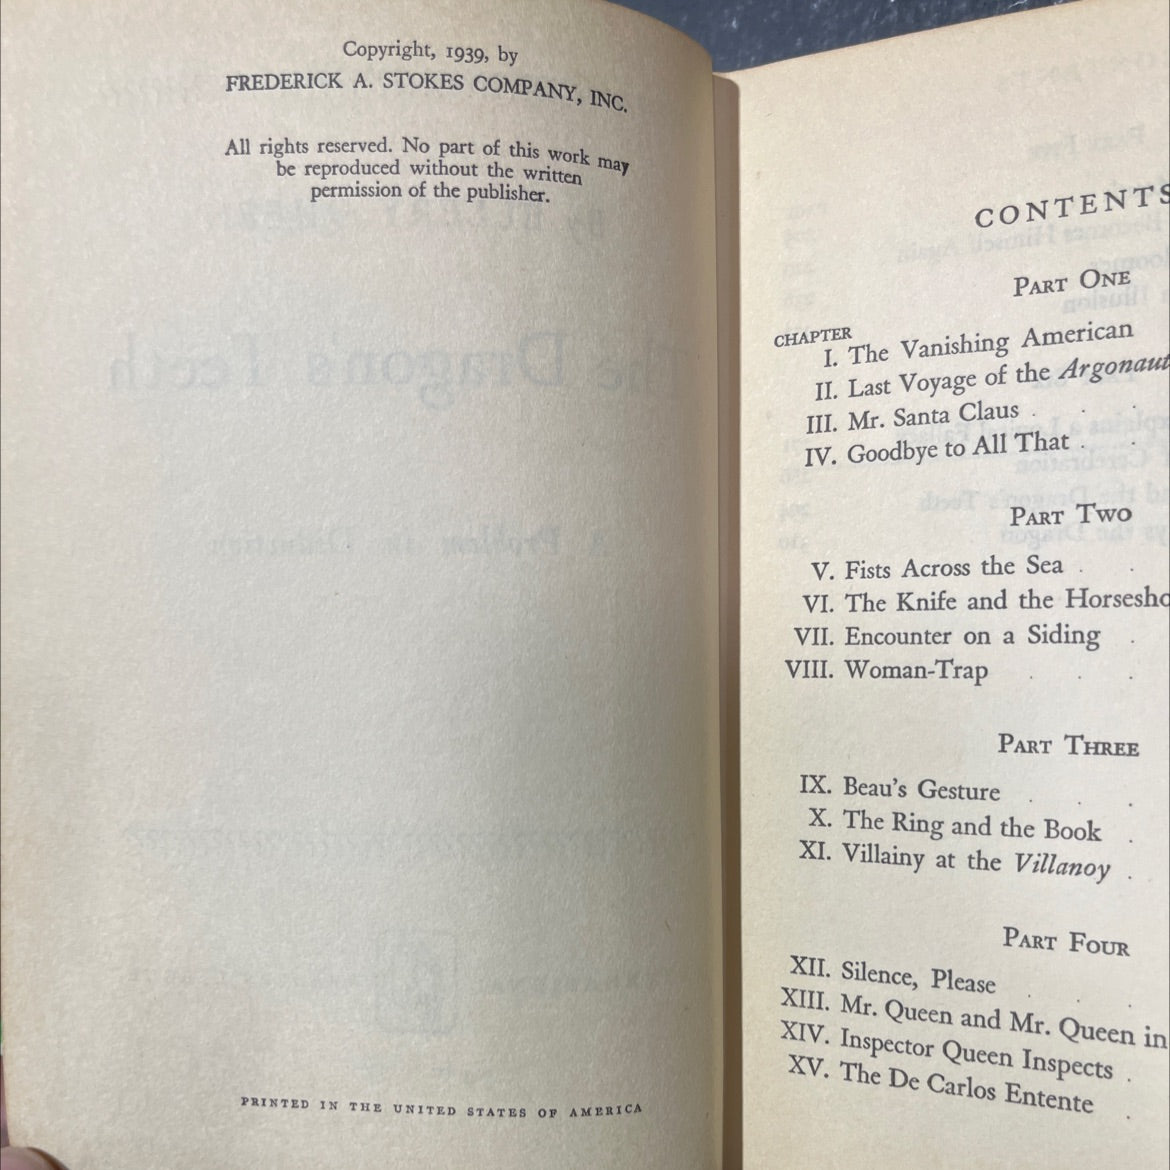 Copyright, 1939, by
FREDERICK A. STOKES COMPANY, INC.
All rights reserved. No part of this work may
be reproduced without the written
permission of the publisher.
PRINTED IN THE UNITED STATES OF AMERICA
CONTENTS
PART ONE
CHAPTER
I. The Vanishing American
II. Last Voyage of the Argonaut
III. Mr. Santa Claus . .
IV. Goodbye to All That . .
PART TWO
V. Fists Across the Sea . .
VI. The Knife and the Horsesho
VII. Encounter on a Siding .
VIII. Woman-Trap . . .
PART THREE
IX. Beau's Gesture . . .
X. The Ring and the Book .
XI. Villainy at the Villanoy .
PART FOUR
XII. Silence, Please . . .
XIII. Mr. Queen and Mr. Queen in
XIV. Inspector Queen Inspects .
XV. The De Carlos Entente .